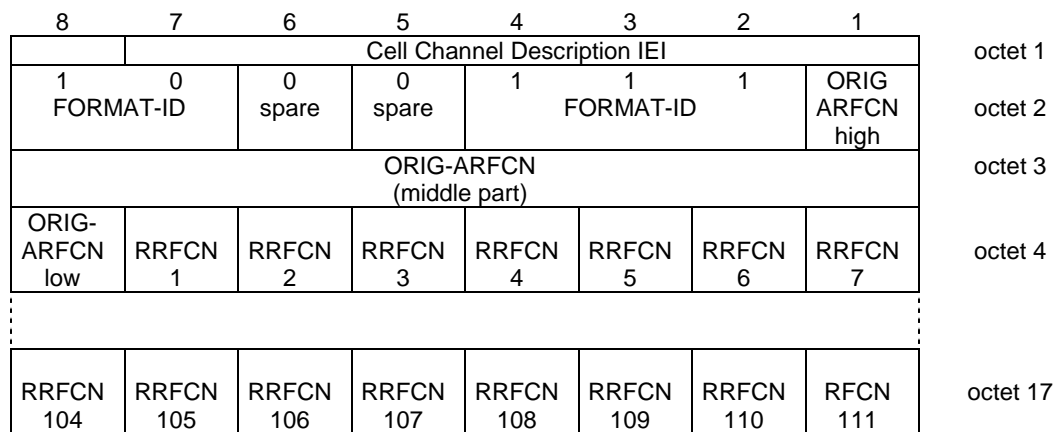 8 7 6 5 4 3 2 1
Cell Channel Description IEI octet 1
1 0 0 0 1 1 1 ORIG
FORMAT-ID spare spare FORMAT-ID ARFCN octet 2
high
ORIG-ARFCN octet 3
(middle part)
ORIG-
ARFCN RRFCN RRFCN RRFCN RRFCN RRFCN RRFCN RRFCN octet 4
low 1 2 3 4 5 6 7
RRFCN RRFCN RRFCN RRFCN RRFCN RRFCN RRFCN RFCN octet 17
104 105 106 107 108 109 110 111